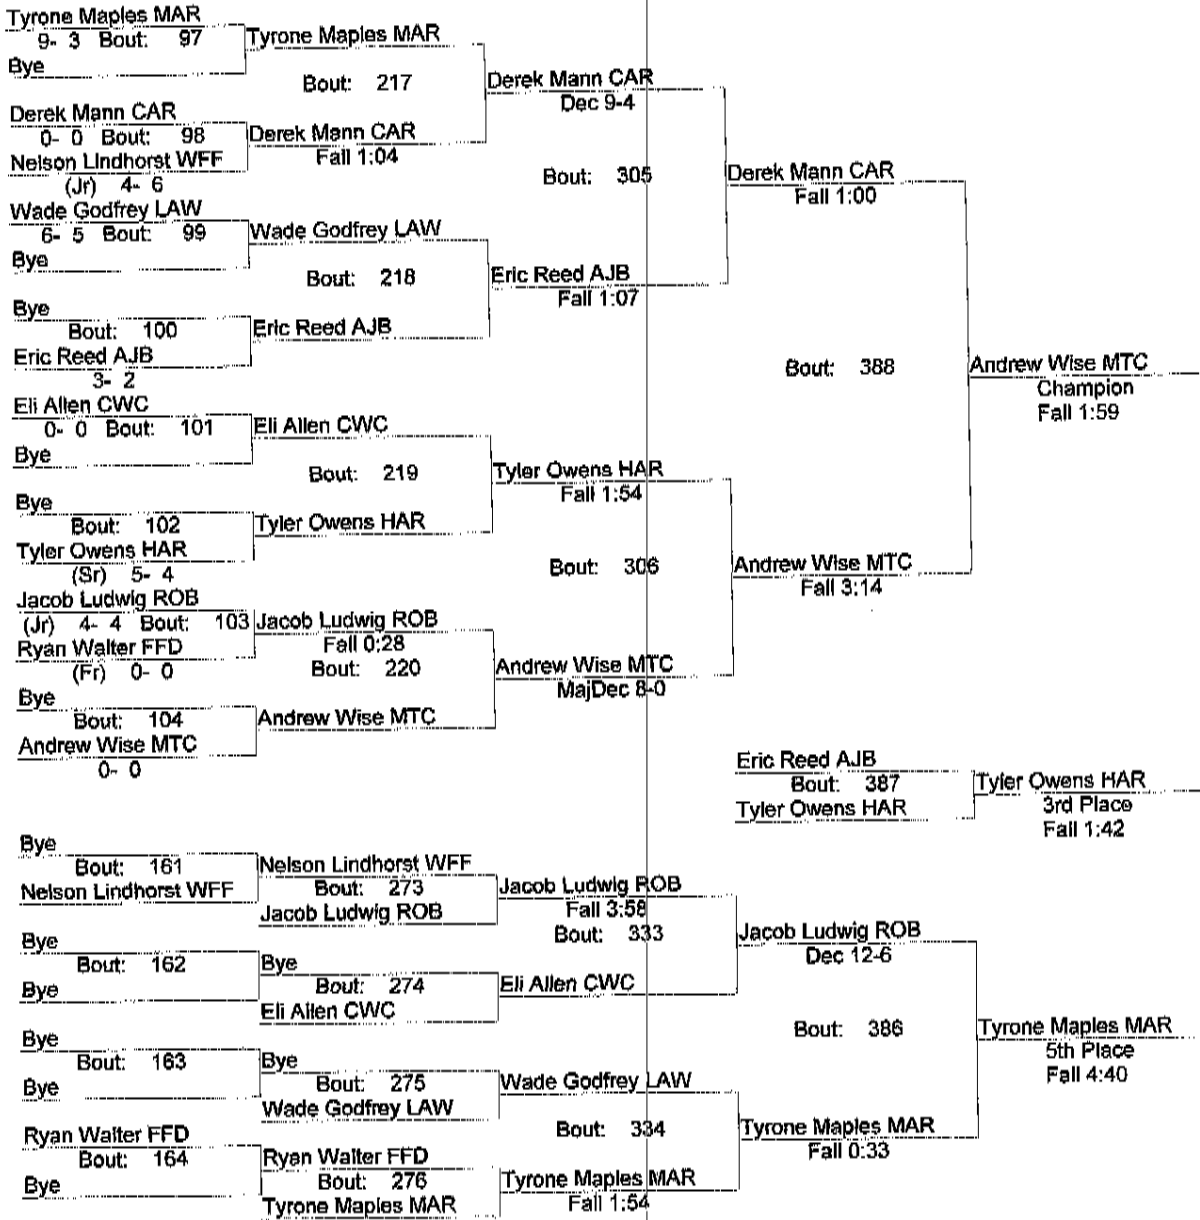 Tyrone Maples MAR
9- 3 Bout: 97
Bye
Tyrone Maples MAR
Bout: 217
Derek Mann CAR
0- 0 Bout: 98
Nelson Lindhorst WFF
(Jr) 4- 6
Derek Mann CAR
Fall 1:04
Derek Mann CAR
Dec 9-4
Bout: 305
Wade Godfrey LAW
6- 5 Bout: 99
Bye
Wade Godfrey LAW
Bout: 218
Bye
Bout: 100
Eric Reed AJB
3- 2
Eric Reed AJB
Eric Reed AJB
Fall 1:07
Derek Mann CAR
Fall 1:00
Bout: 388
Eli Allen CWC
0- 0 Bout: 101
Bye
Eli Allen CWC
Bout: 219
Bye
Bout: 102
Tyler Owens HAR
(Sr) 5- 4
Tyler Owens HAR
Tyler Owens HAR
Fall 1:54
Bout: 306
Jacob Ludwig ROB
(Jr) 4- 4 Bout: 103
Ryan Walter FFD
(Fr) 0- 0
Jacob Ludwig ROB
Fall 0:28
Bout: 220
Bye
Bout: 104
Andrew Wise MTC
0- 0
Andrew Wise MTC
Andrew Wise MTC
MajDec 8-0
Andrew Wise MTC
Fall 3:14
Andrew Wise MTC
Champion
Fall 1:59
Eric Reed AJB
Bout: 387
Tyler Owens HAR
Tyler Owens HAR
3rd Place
Fall 1:42
Bye
Bout: 161
Nelson Lindhorst WFF
Nelson Lindhorst WFF
Bout: 273
Jacob Ludwig ROB
Jacob Ludwig ROB
Fall 3:58
Bout: 333
Bye
Bout: 162
Bye
Bye
Bout: 274
Eli Allen CWC
Eli Allen CWC
Jacob Ludwig ROB
Dec 12-6
Bout: 386
Bye
Bout: 163
Bye
Bye
Bout: 275
Wade Godfrey LAW
Wade Godfrey LAW
Bout: 334
Ryan Walter FFD
Bout: 164
Bye
Ryan Walter FFD
Bout: 276
Tyrone Maples MAR
Tyrone Maples MAR
Fall 1:54
Tyrone Maples MAR
Fall 0:33
Tyrone Maples MAR
5th Place
Fall 4:40